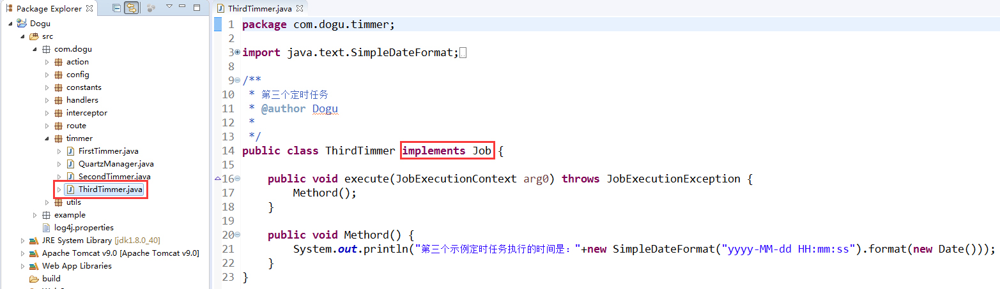 Package Explorer
Dogu
src
com.dogu
action
config
constants
handlers
interceptor
route
timmer
FirstTimmer.java
QuartzManager.java
SecondTimmer.java
ThirdTimmer.java
utils
example
log4j.properties
JRE System Library [jdk1.8.0_40]
Apache Tomcat v9.0 [Apache Tomcat v9.0]
Web App Libraries
build
ThirdTimmer.java
1 package com.dogu.timmer;
2
3 import java.text.SimpleDateFormat;
8
9 /**
10 * 第三个定时任务
11 * @author Dogu
12 *
13 */
14 public class ThirdTimmer implements Job {
15
16 public void execute(JobExecutionContext arg0) throws JobExecutionException {
17 Methord();
18 }
19
20 public void Methord() {
21 System.out.println("第三个示例定时任务执行的时间是："+new SimpleDateFormat("yyyy-MM-dd HH:mm:ss").format(new Date()));
22 }
23 }